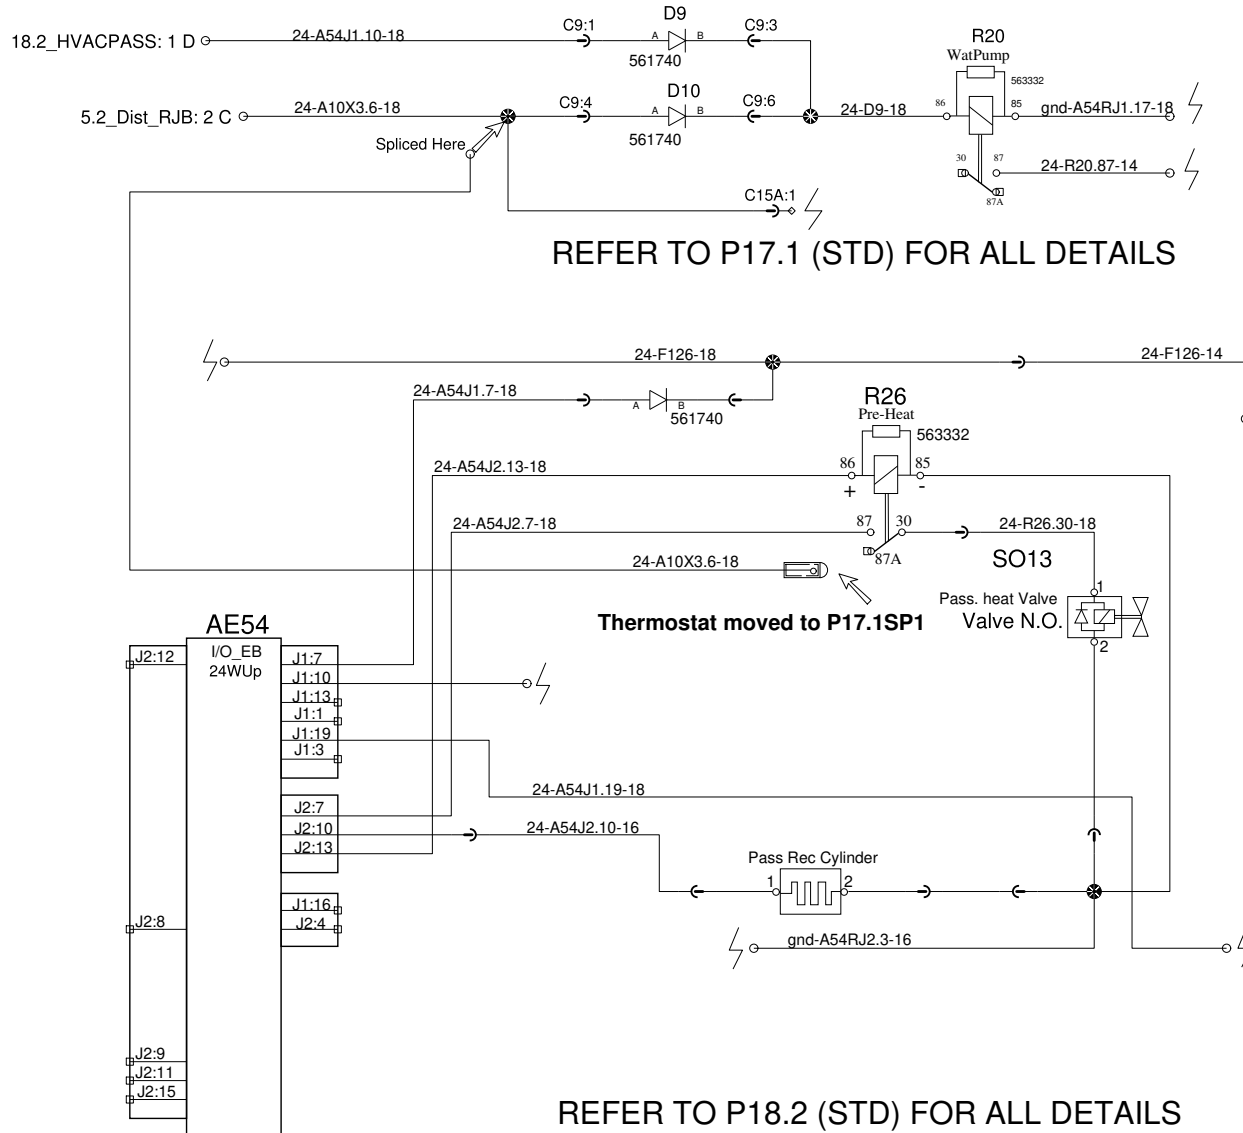 18.2_HVACPASS: 1 D
24-A54J1.10-18
C9:1
D9
A
B
561740
C9:3
R20
WatPump
563332
5.2_Dist_RJB: 2 C
24-A10X3.6-18
C9:4
D10
A
B
561740
C9:6
24-D9-18
86
85
gnd-A54RJ1.17-18
Spliced Here
30
87
87A
24-R20.87-14
C15A:1
REFER TO P17.1 (STD) FOR ALL DETAILS
24-F126-18
24-F126-14
24-A54J1.7-18
A
B
561740
R26
Pre-Heat
563332
24-A54J2.13-18
86
85
+
-
24-A54J2.7-18
87
30
87A
24-R26.30-18
24-A10X3.6-18
SO13
Thermostat moved to P17.1SP1
Pass. heat Valve
Valve N.O.
1
2
AE54
I/O_EB
24WUp
J2:12
J1:7
J1:10
J1:13
J1:1
J1:19
J1:3
24-A54J1.19-18
J2:7
J2:10
J2:13
24-A54J2.10-16
Pass Rec Cylinder
1
2
J1:16
J2:4
J2:8
gnd-A54RJ2.3-16
J2:9
J2:11
J2:15
REFER TO P18.2 (STD) FOR ALL DETAILS